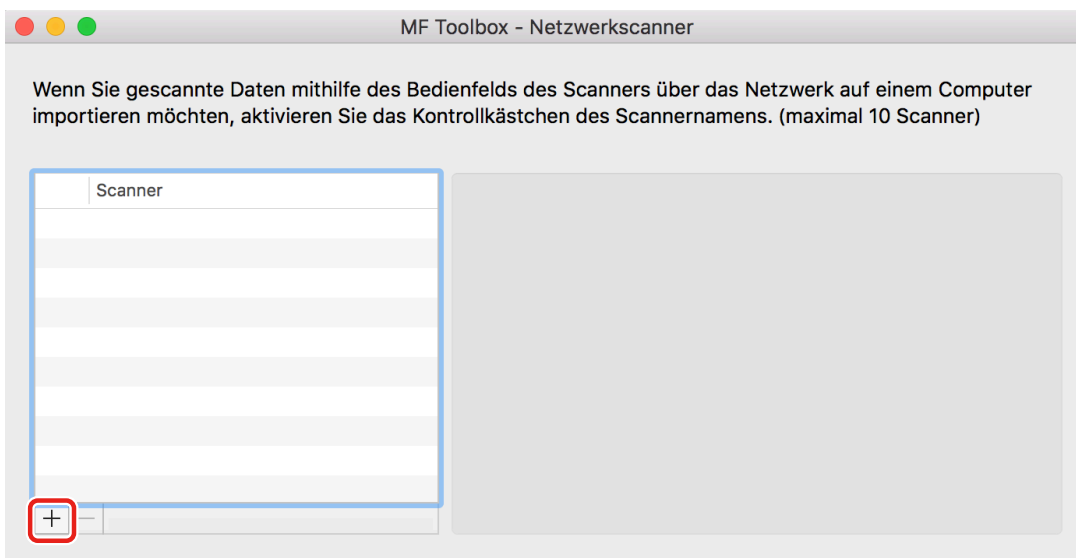 MF Toolbox - Netzwerkscanner
Wenn Sie gescannte Daten mithilfe des Bedienfelds des Scanners über das Netzwerk auf einem Computer
importieren möchten, aktivieren Sie das Kontrollkästchen des Scannernamens. (maximal 10 Scanner)
Scanner